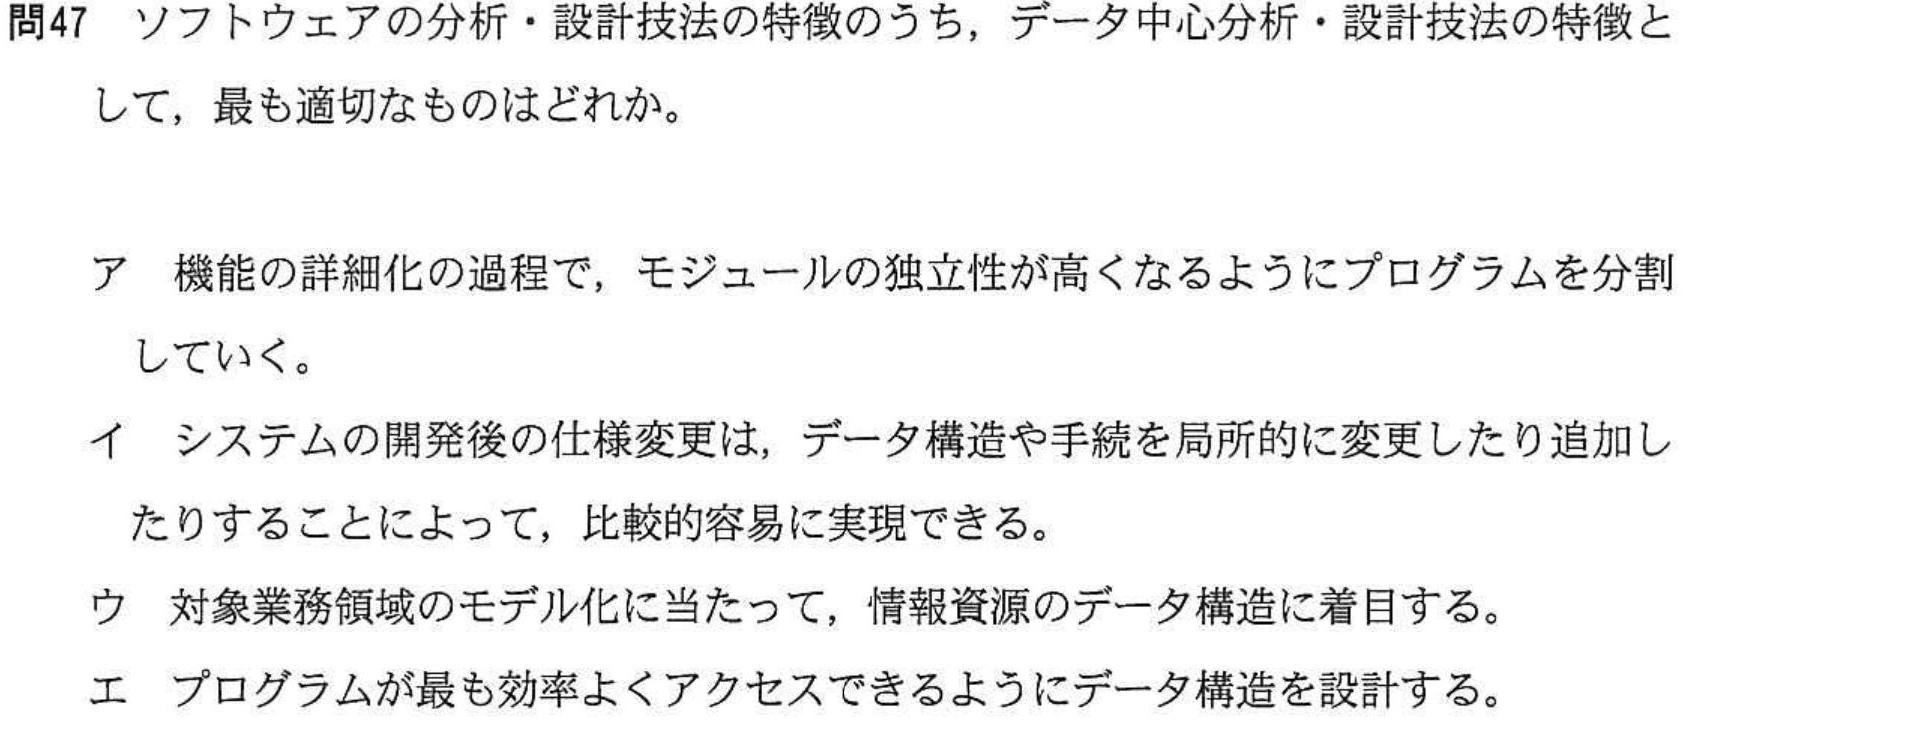 問47 ソフトウェアの分析・設計技法の特徴のうち，データ中心分析・設計技法の特徴と
して，最も適切なものはどれか。
ア 機能の詳細化の過程で，モジュールの独立性が高くなるようにプログラムを分割
していく。
イ システムの開発後の仕様変更は，データ構造や手続を局所的に変更したり追加し
たりすることによって，比較的容易に実現できる。
ウ 対象業務領域のモデル化に当たって，情報資源のデータ構造に着目する。
エ プログラムが最も効率よくアクセスできるようにデータ構造を設計する。